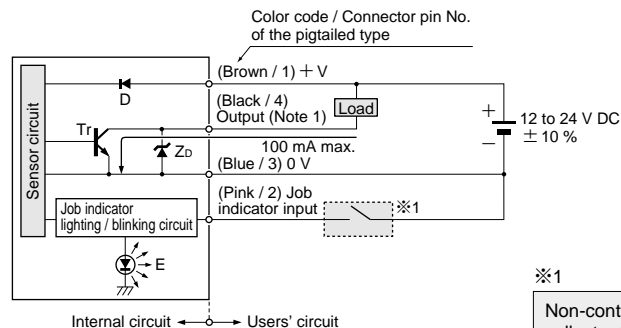 Color code / Connector pin No.
of the pigtailed type
(Brown / 1) + V
D
(Black / 4)
Output (Note 1)
Load
Tr
ZD
100 mA max.
+
12 to 24 V DC
± 10 %
−
Sensor circuit
(Blue / 3) 0 V
(Pink / 2) Job
indicator input
※1
Job indicator
lighting / blinking circuit
E
※1
Non-cont
Internal circuit
Users' circuit